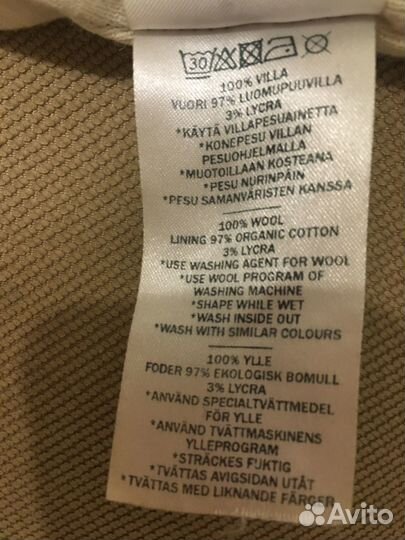 30
100% VILLA
VUORI 97% LUOMUPUUVILLA
3% LYCRA
*KÄYTÄ VILLAPESUAINETTA
*KONEPESU VILLAN
PESUOHJELMALLA
*MUOTOILLAAN KOSTEANA
*PESU NURINPÄIN
*PESU SAMANVÄRISTEN KANSSA
100% WOOL
LINING 97% ORGANIC COTTON
3% LYCRA
*USE WASHING AGENT FOR WOOL
*USE WOOL PROGRAM OF
WASHING MACHINE
*SHAPE WHILE WET
*WASH INSIDE OUT
*WASH WITH SIMILAR COLOURS
100% YLLE
FODER 97% EKOLOGISK BOMULL
3% LYCRA
*ANVÄND SPECIALTVÄTTMEDEL
FÖR YLLE
*ANVÄND TVÄTTMASKINENS
YLLEPROGRAM
*STRÄCKES FUKTIG
*TVÄTTAS AVIGSIDAN UTÅT
*TVÄTTAS MED LIKNANDE FÄRGER
Avito